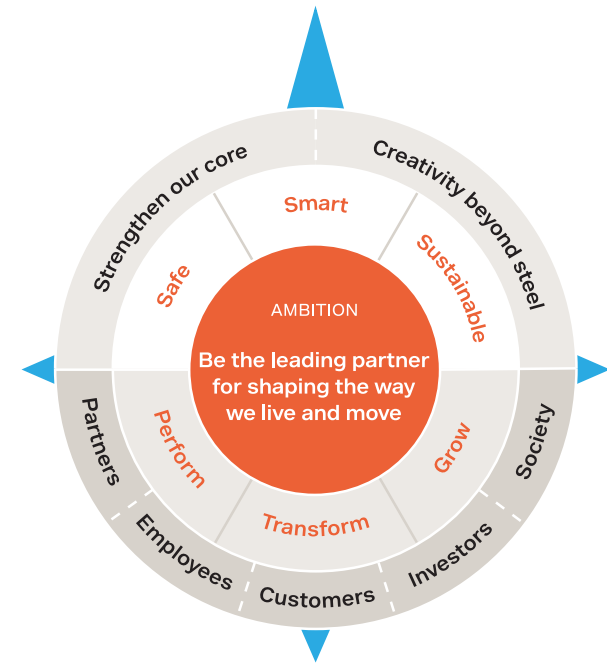 Strengthen our core
Creativity beyond steel
Safe
Smart
Sustainable
AMBITION
Be the leading partner
for shaping the way
we live and move
Perform
Transform
Grow
Partners
Employees
Customers
Investors
Society